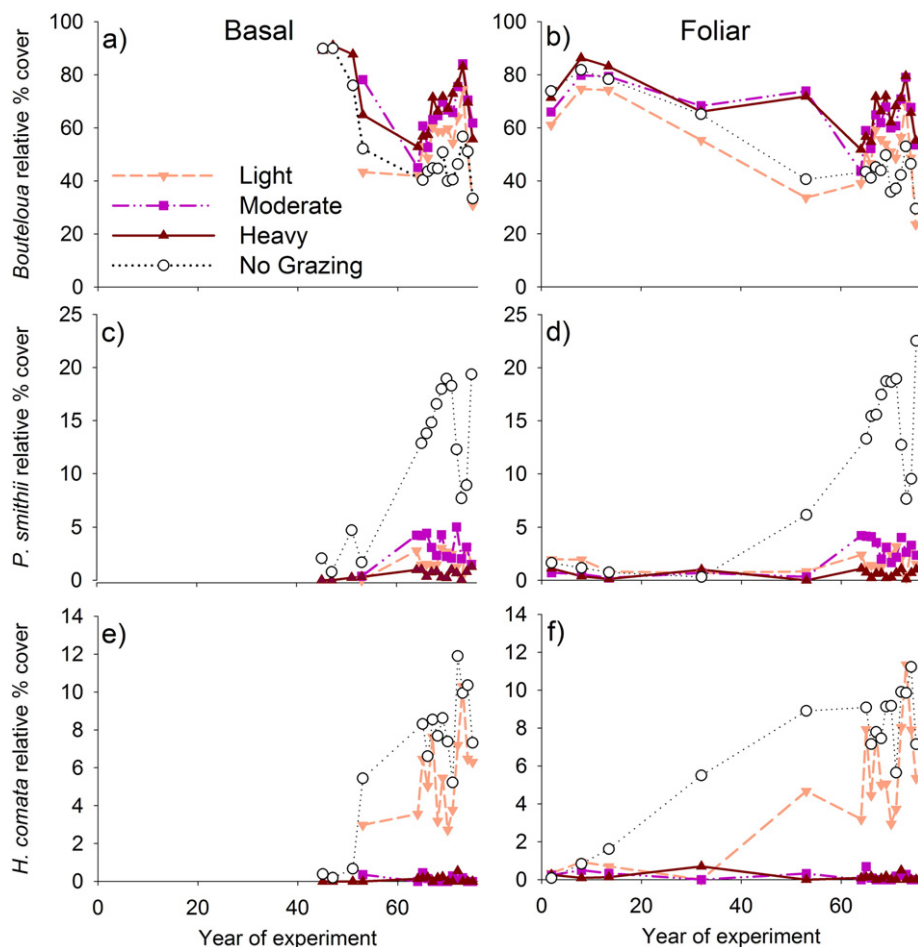 Basal
Foliar
a)
b)
Bouteloua relative % cover
100
80
60
40
20
0
100
80
60
40
20
0
Light
Moderate
Heavy
No Grazing
c)
d)
P. smithii relative % cover
25
20
15
10
5
0
25
20
15
10
5
0
e)
f)
H. comata relative % cover
14
12
10
8
6
4
2
0
14
12
10
8
6
4
2
0
0 20 40 60
0 20 40 60
Year of experiment
Year of experiment